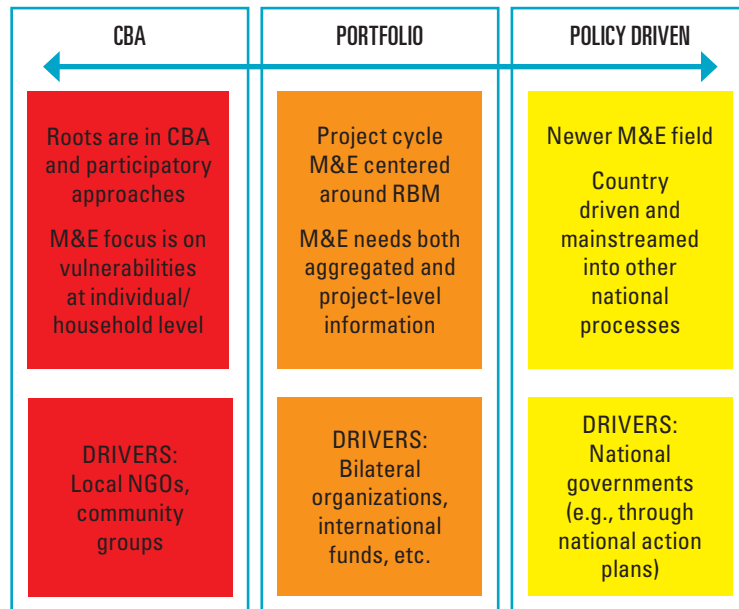 CBA
Roots are in CBA
and participatory
approaches
M&E focus is on
vulnerabilities
at individual/
household level
DRIVERS:
Local NGOs,
community
groups
PORTFOLIO
Project cycle
M&E centered
around RBM
M&E needs both
aggregated and
project-level
information
DRIVERS:
Bilateral
organizations,
international
funds, etc.
POLICY DRIVEN
Newer M&E field
Country
driven and
mainstreamed
into other
national
processes
DRIVERS:
National
governments
(e.g., through
national action
plans)